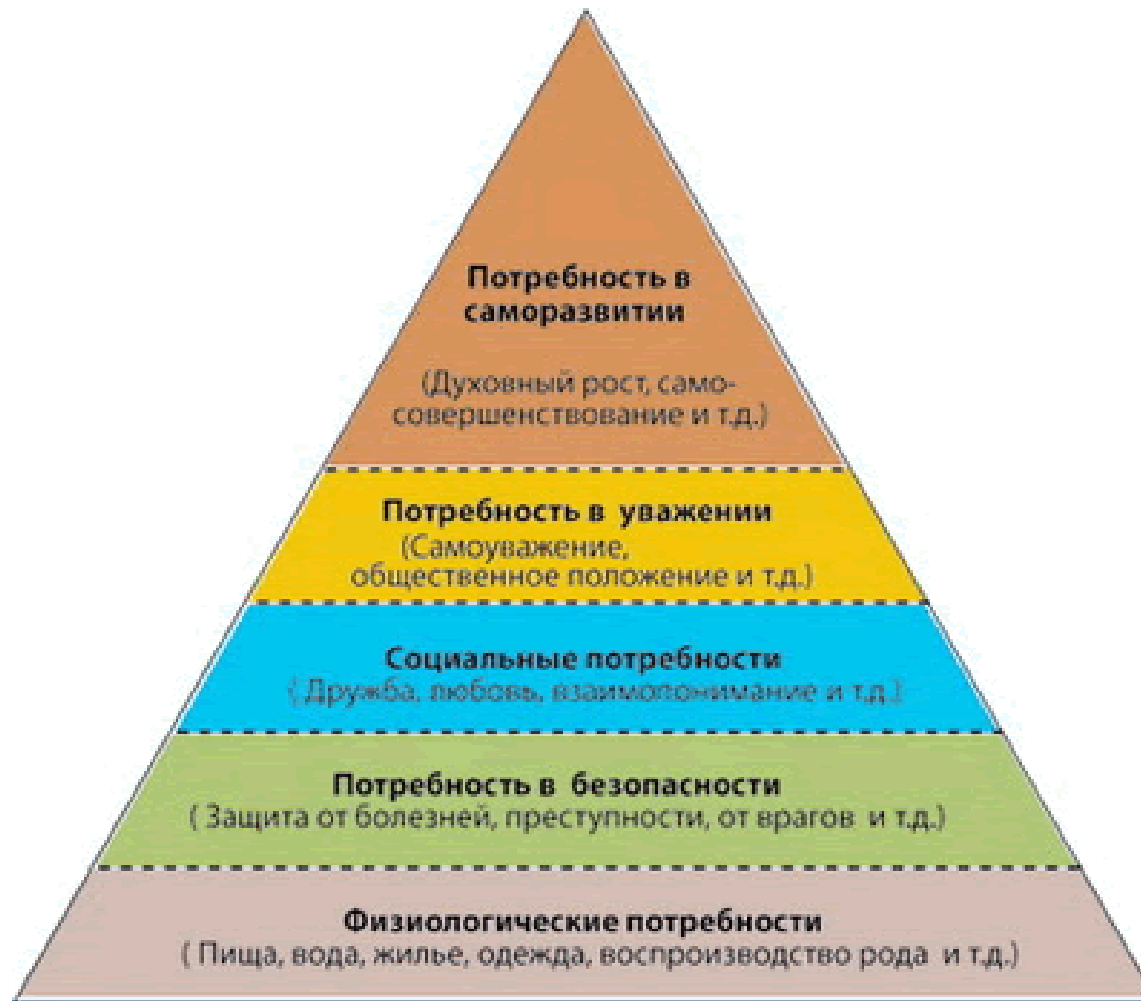 Потребность в
саморазвитии
(Духовный рост, само-
совершенствование и т.д.)
Потребность в уважении
(Самоуважение,
общественное положение и т.д.)
Социальные потребности
( Дружба, любовь, взаимопонимание и т.д.)
Потребность в безопасности
( Защита от болезней, преступности, от врагов и т.д.)
Физиологические потребности
( Пища, вода, жилье, одежда, воспроизводство рода и т.д.)